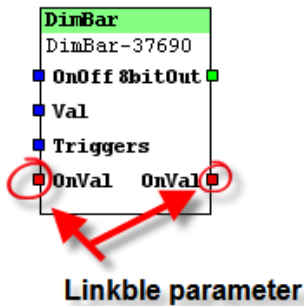 DimBar
DimBar-37690
OnOff 8bitOut
Val
Triggers
OnVal OnVal
Linkble parameter